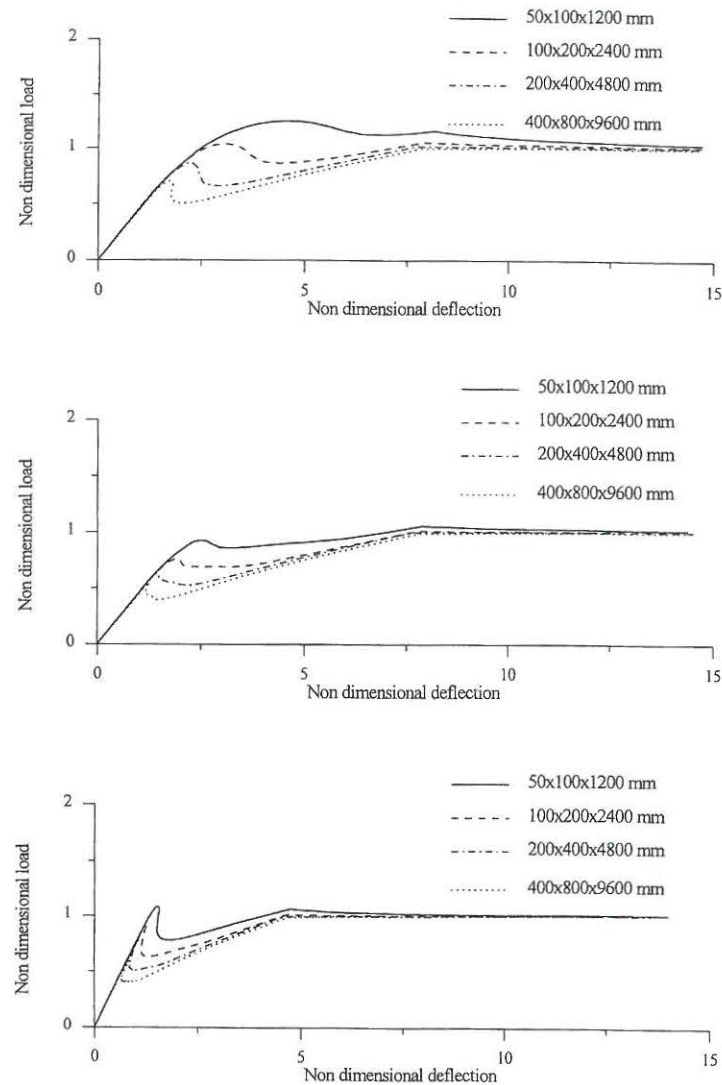 50x100x1200 mm
100x200x2400 mm
200x400x4800 mm
400x800x9600 mm
2
1
0
Non dimensional load
0
5
10
15
Non dimensional deflection
50x100x1200 mm
100x200x2400 mm
200x400x4800 mm
400x800x9600 mm
2
1
0
Non dimensional load
0
5
10
15
Non dimensional deflection
50x100x1200 mm
100x200x2400 mm
200x400x4800 mm
400x800x9600 mm
2
1
0
Non dimensional load
0
5
10
15
Non dimensional deflection